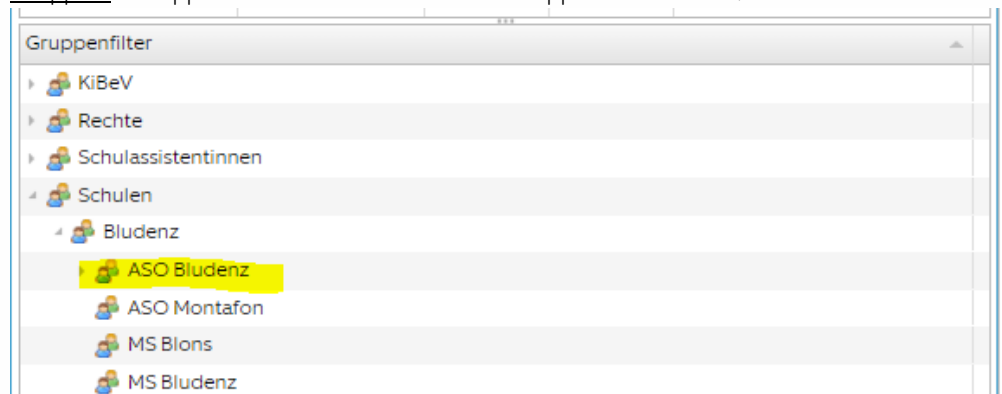 Gruppenfilter
KiBeV
Rechte
Schulassistentinnen
Schulen
Bludenz
ASO Bludenz
ASO Montafon
MS Blons
MS Bludenz